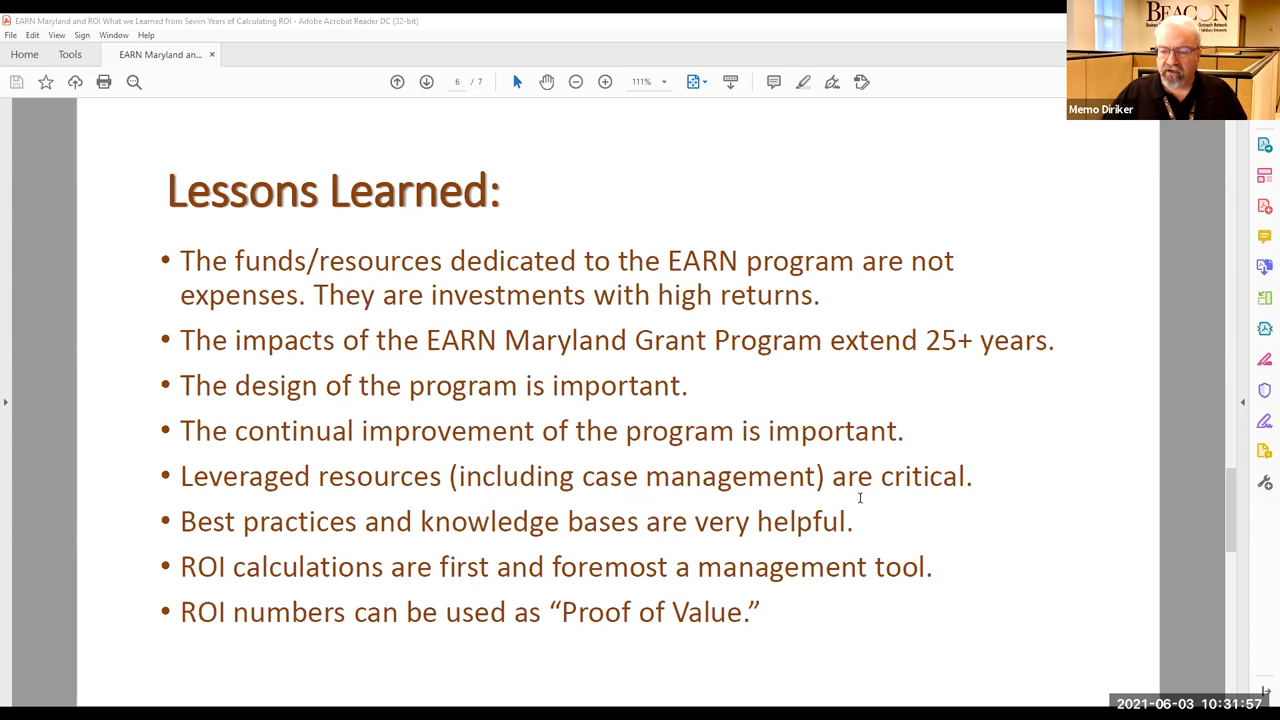 EARN Maryland and ROI What we Learned from Seven Years of Calculating ROI - Adobe Acrobat Reader DC (32-bit)
File Edit View Sign Window Help
Home Tools EARN Maryland an... ×
6 / 7 111%
BEACON
Memo Diriker
Lessons Learned:
• The funds/resources dedicated to the EARN program are not
expenses. They are investments with high returns.
• The impacts of the EARN Maryland Grant Program extend 25+ years.
• The design of the program is important.
• The continual improvement of the program is important.
• Leveraged resources (including case management) are critical.
• Best practices and knowledge bases are very helpful.
• ROI calculations are first and foremost a management tool.
• ROI numbers can be used as “Proof of Value.”
2021-06-03 10:31:57